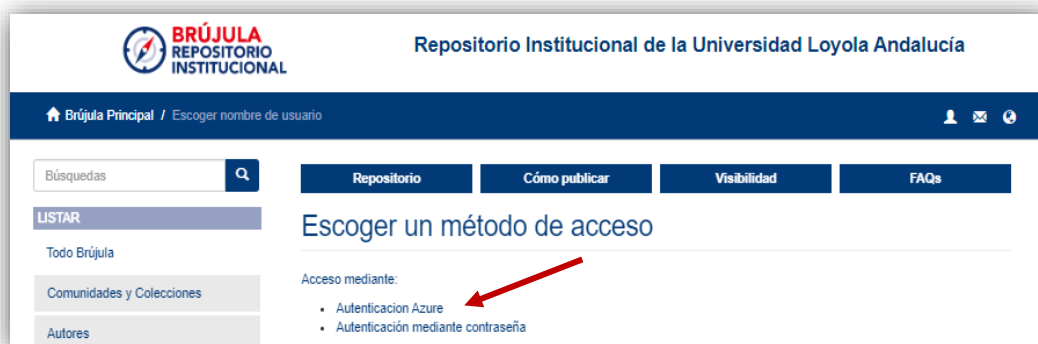 BRÚJULA
REPOSITORIO
INSTITUCIONAL
Repositorio Institucional de la Universidad Loyola Andalucía
Brújula Principal / Escoger nombre de usuario
Búsquedas
Repositorio
Cómo publicar
Visibilidad
FAQs
LISTAR
Escoger un método de acceso
Todo Brújula
Acceso mediante:
Comunidades y Colecciones
• Autenticacion Azure
• Autenticación mediante contraseña
Autores